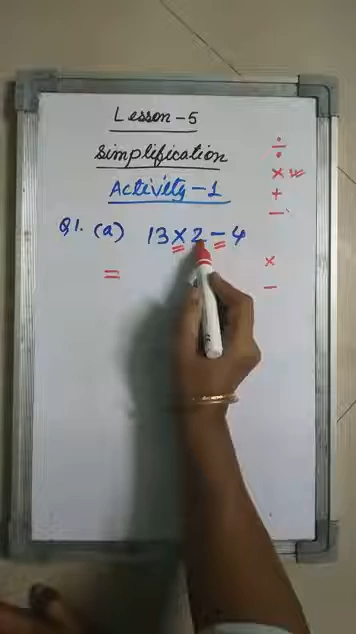 Lesson-5
Simplification
Activity-1
Q1. (a) 13 × 2 - 4
=
÷
×
+
-
×
-